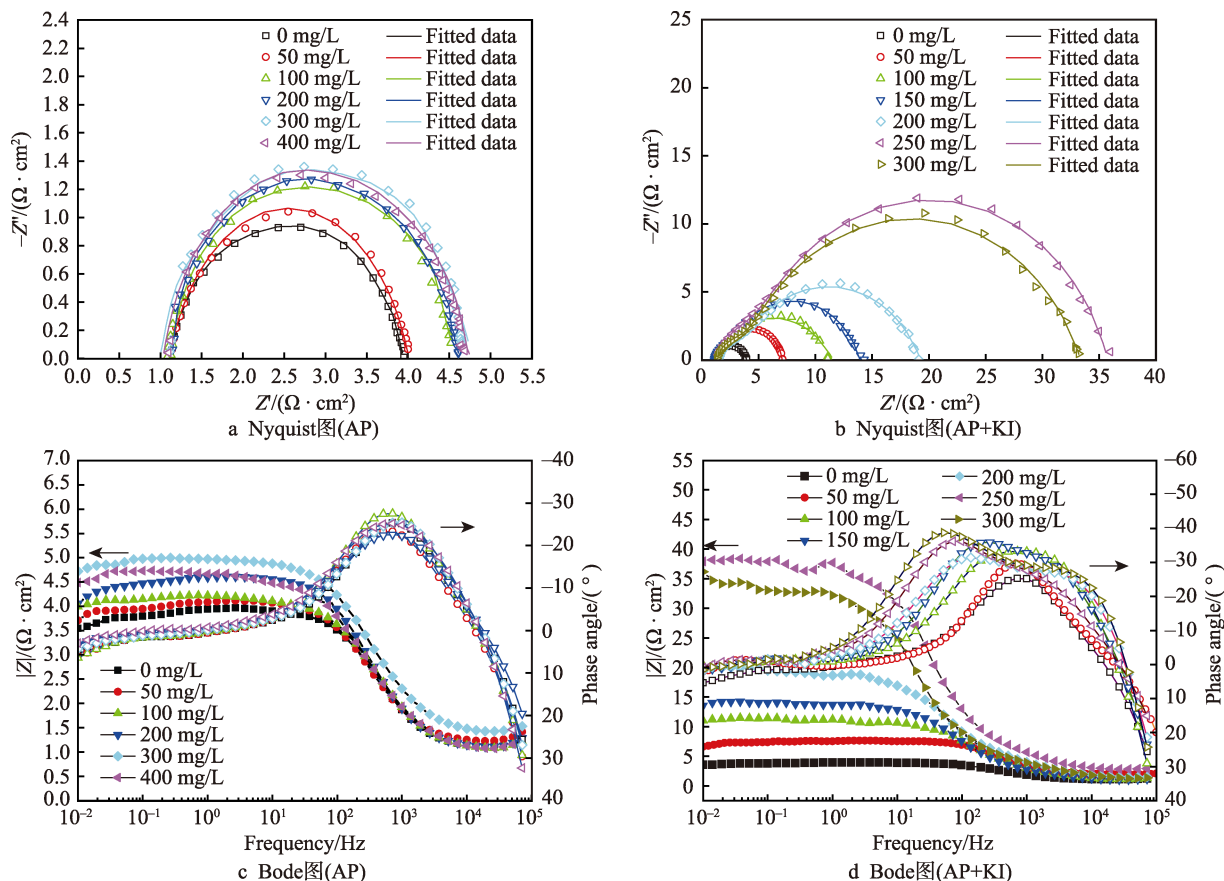 2.4
2.2
2.0
1.8
1.6
1.4
1.2
1.0
0.8
0.6
0.4
0.2
0.0
−Z″/(Ω · cm²)
0 mg/L Fitted data
50 mg/L Fitted data
100 mg/L Fitted data
200 mg/L Fitted data
300 mg/L Fitted data
400 mg/L Fitted data
0.0 0.5 1.0 1.5 2.0 2.5 3.0 3.5 4.0 4.5 5.0 5.5
Z′/(Ω · cm²)
a Nyquist图(AP)
25
20
15
10
5
0
−Z″/(Ω · cm²)
0 mg/L Fitted data
50 mg/L Fitted data
100 mg/L Fitted data
150 mg/L Fitted data
200 mg/L Fitted data
250 mg/L Fitted data
300 mg/L Fitted data
0 5 10 15 20 25 30 35 40
Z′/(Ω · cm²)
b Nyquist图(AP+KI)
7.0
6.5
6.0
5.5
5.0
4.5
4.0
3.5
3.0
2.5
2.0
1.5
1.0
0.5
0.0
|Z|/(Ω · cm²)
0 mg/L
50 mg/L
100 mg/L
200 mg/L
300 mg/L
400 mg/L
−40
−30
−20
−10
0
10
20
30
40
Phase angle/(°)
10⁻² 10⁻¹ 10⁰ 10¹ 10² 10³ 10⁴ 10⁵
Frequency/Hz
c Bode图(AP)
55
50
45
40
35
30
25
20
15
10
5
0
|Z|/(Ω · cm²)
0 mg/L 200 mg/L
50 mg/L 250 mg/L
100 mg/L 300 mg/L
150 mg/L
−60
−50
−40
−30
−20
−10
0
10
20
30
40
Phase angle/(°)
10⁻² 10⁻¹ 10⁰ 10¹ 10² 10³ 10⁴ 10⁵
Frequency/Hz
d Bode图(AP+KI)